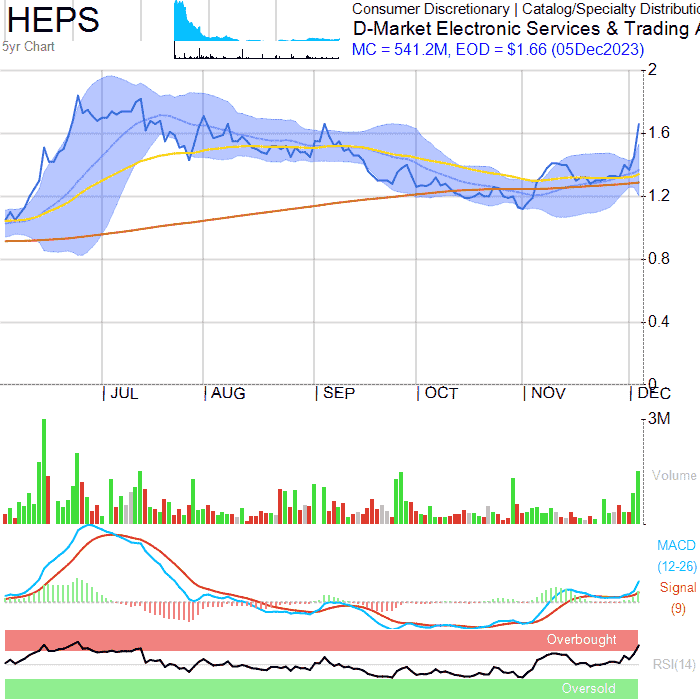 HEPS
5yr Chart
Consumer Discretionary | Catalog/Specialty Distributio
D-Market Electronic Services & Trading A
MC = 541.2M, EOD = $1.66 (05Dec2023)
2
1.6
1.2
0.8
0.4
0
JUL AUG SEP OCT NOV DEC
3M
Volume
MACD
(12-26)
Signal
(9)
Overbought
RSI(14)
Oversold